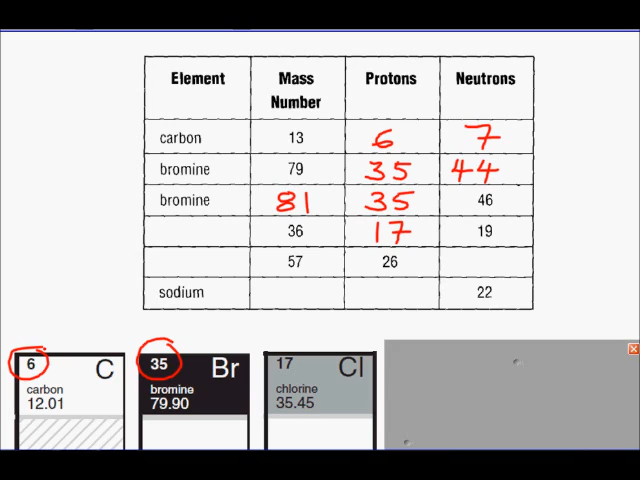 Element Mass Number Protons Neutrons
carbon 13 6 7
bromine 79 35 44
bromine 81 35 46
36 17 19
57 26
sodium 22
6 C
carbon
12.01
35 Br
bromine
79.90
17 Cl
chlorine
35.45